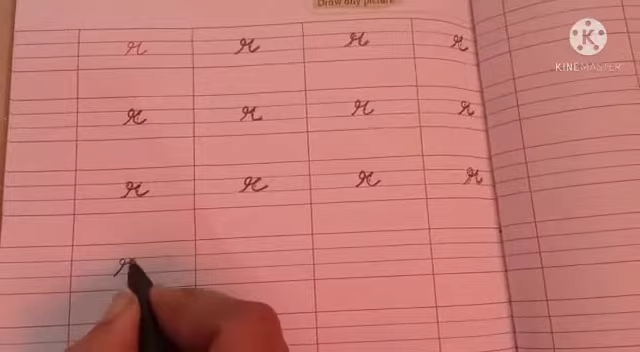 Draw any picture
K
KINEMASTER
r r r r
r r r r
r r r r
r